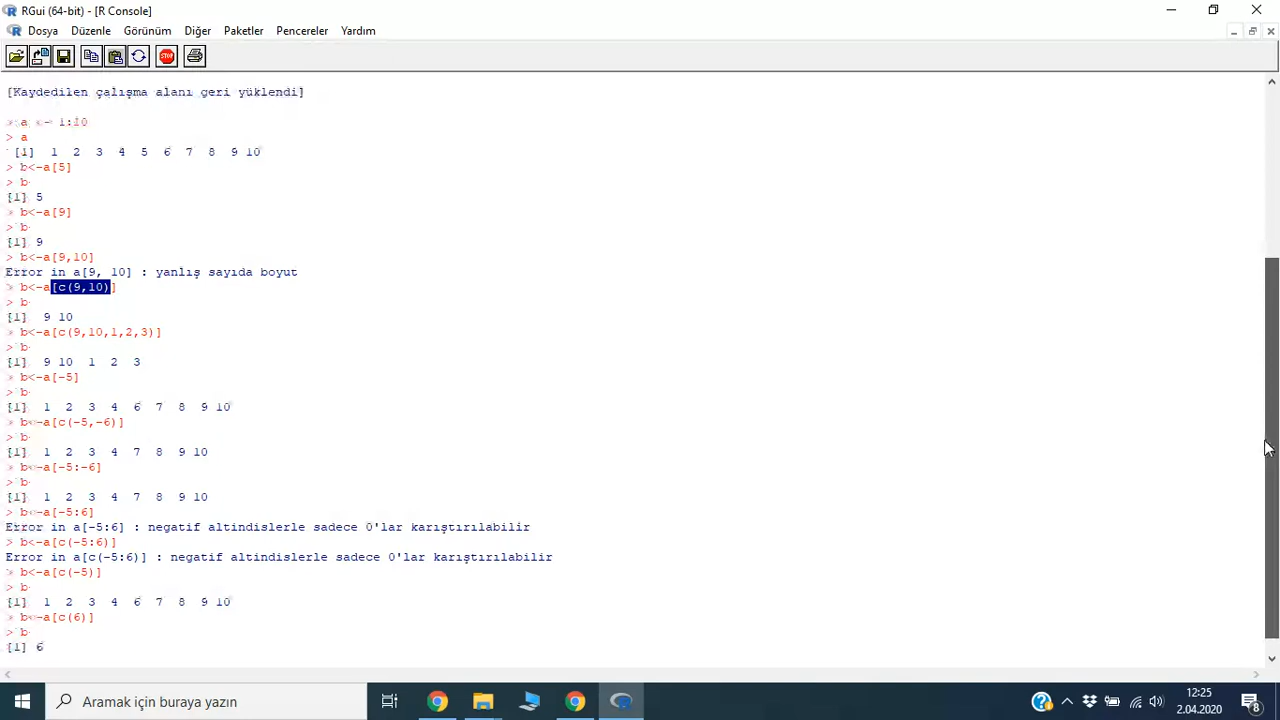 RGui (64-bit) - [R Console]
Dosya Düzenle Görünüm Diğer Paketler Pencereler Yardım
STOP
[Kaydedilen çalışma alanı geri yüklendi]
> a <- 1:10
> a
[1] 1 2 3 4 5 6 7 8 9 10
> b<-a[5]
> b
[1] 5
> b<-a[9]
> b
[1] 9
> b<-a[9,10]
Error in a[9, 10] : yanlış sayıda boyut
> b<-a[c(9,10)]
> b
[1] 9 10
> b<-a[c(9,10,1,2,3)]
> b
[1] 9 10 1 2 3
> b<-a[-5]
> b
[1] 1 2 3 4 6 7 8 9 10
> b<-a[c(-5,-6)]
> b
[1] 1 2 3 4 7 8 9 10
> b<-a[-5:-6]
> b
[1] 1 2 3 4 7 8 9 10
> b<-a[-5:6]
Error in a[-5:6] : negatif altindislerle sadece 0'lar karıştırılabilir
> b<-a[c(-5:6)]
Error in a[c(-5:6)] : negatif altindislerle sadece 0'lar karıştırılabilir
> b<-a[c(-5)]
> b
[1] 1 2 3 4 6 7 8 9 10
> b<-a[c(6)]
> b
[1] 6
Aramak için buraya yazın
12:25
2.04.2020
8